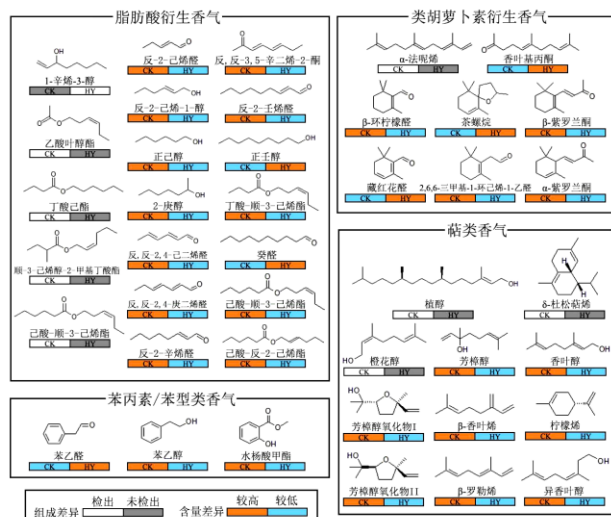 脂肪酸衍生香气
1-辛烯-3-醇
CK HY
反-2-己烯醛
CK HY
反,反-3,5-辛二烯-2-酮
CK HY
反-2-己烯-1-醇
CK HY
反-2-壬烯醛
CK HY
乙酸叶醇酯
CK HY
正己醇
CK HY
正壬醇
CK HY
丁酸己酯
CK HY
2-庚醇
CK HY
丁酸-顺-3-己烯酯
CK HY
顺-3-己烯醇-2-甲基丁酸酯
CK HY
反,反-2,4-己二烯醛
CK HY
癸醛
CK HY
反,反-2,4-庚二烯醛
CK HY
己酸-顺-3-己烯酯
CK HY
己酸-顺-3-己烯酯
CK HY
反-2-辛烯醛
CK HY
己酸-反-2-己烯酯
CK HY
苯丙素/苯型类香气
苯乙醛
CK HY
苯乙醇
CK HY
OH
水杨酸甲酯
CK HY
组成差异 检出 未检出
含量差异 较高 较低
类胡萝卜素衍生香气
α-法呢烯
CK HY
香叶基丙酮
CK HY
β-环柠檬醛
CK HY
茶螺烷
CK HY
β-紫罗兰酮
CK HY
藏红花醛
CK HY
2,6,6-三甲基-1-环己烯-1-乙醛
CK HY
α-紫罗兰酮
CK HY
萜类香气
植醇
CK HY
δ-杜松萜烯
CK HY
橙花醇
CK HY
芳樟醇
CK HY
香叶醇
CK HY
芳樟醇氧化物I
CK HY
β-香叶烯
CK HY
柠檬烯
CK HY
芳樟醇氧化物II
CK HY
β-罗勒烯
CK HY
异香叶醇
CK HY